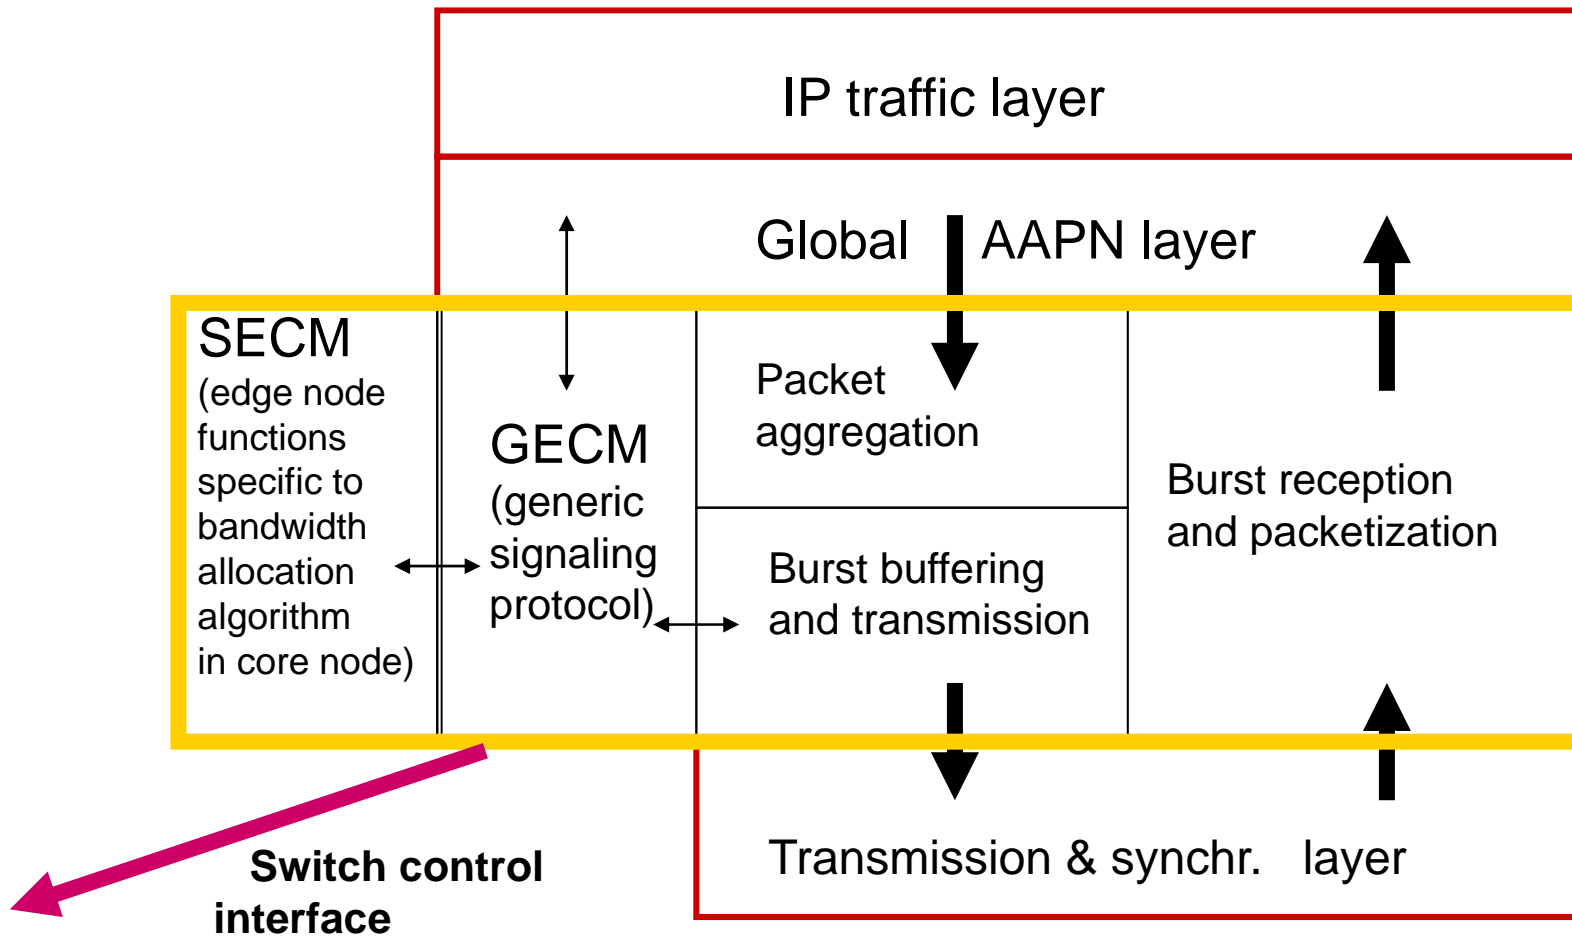 IP traffic layer
Global AAPN layer
SECM
(edge node
functions
specific to
bandwidth
allocation
algorithm
in core node)
GECM
(generic
signaling
protocol)
Packet
aggregation
Burst buffering
and transmission
Burst reception
and packetization
Transmission & synchr. layer
Switch control
interface